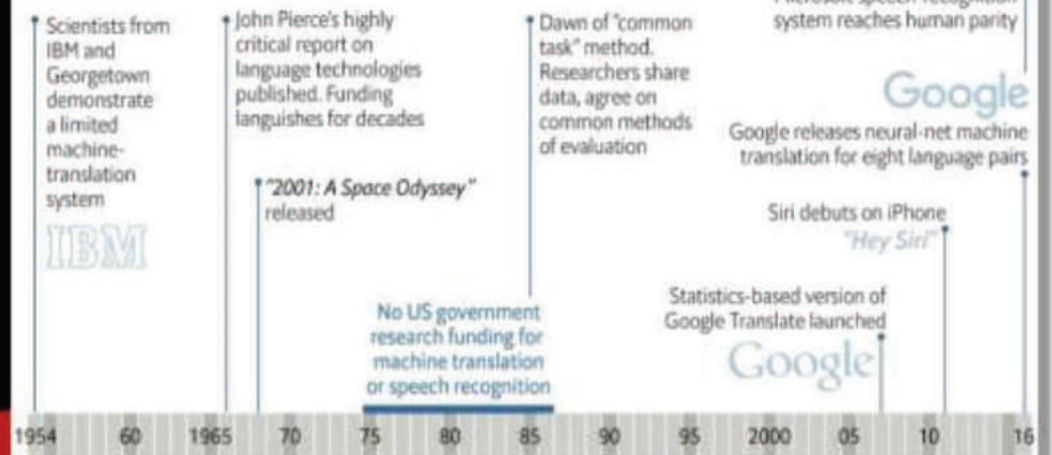 Scientists from
IBM and
Georgetown
demonstrate
a limited
machine-
translation
system
IBM
John Pierce's highly
critical report on
language technologies
published. Funding
languishes for decades
"2001: A Space Odyssey"
released
No US government
research funding for
machine translation
or speech recognition
Dawn of "common
task" method.
Researchers share
data, agree on
common methods
of evaluation
Microsoft speech recognition
system reaches human parity
Google
Google releases neural-net machine
translation for eight language pairs
Siri debuts on iPhone
"Hey Siri"
Statistics-based version of
Google Translate launched
Google
1954 60 1965 70 75 80 85 90 95 2000 05 10 16